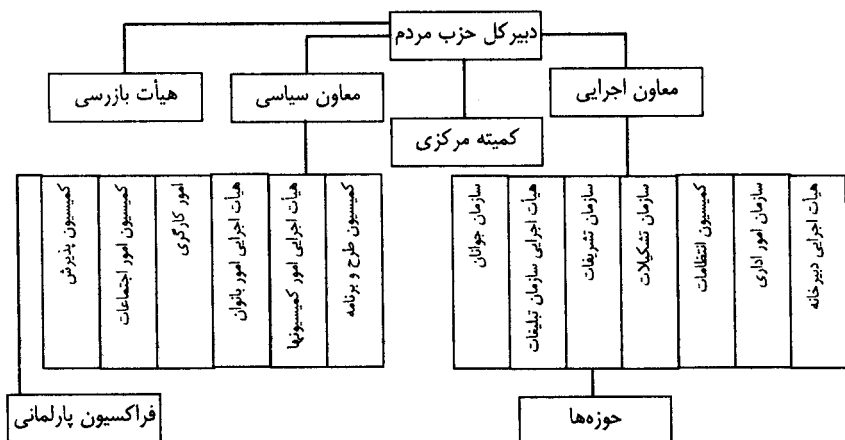 دبیرکل حزب مردم
معاون اجرایی
معاون سیاسی
هیأت بازرسی
کمیته مرکزی
هیأت اجرایی دبیرخانه
سازمان امور اداری
کمیسیون انتظامات
سازمان تشکیلات
سازمان تشریفات
هیأت اجرایی سازمان تبلیغات
سازمان جوانان
کمیسیون طرح و برنامه
هیأت اجرایی امور کمیسیونها
هیأت اجرایی امور بانوان
امور کارگری
کمیسیون امور اجتماعات
کمیسیون پذیرش
حوزه‌ها
فراکسیون پارلمانی